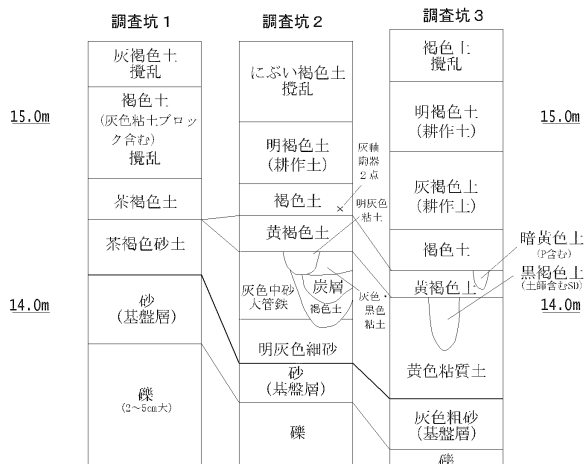 調査坑１
調査坑２
調査坑３
15.0m
14.0m
灰褐色土
攪乱
褐色土
(灰色粘土ブロッ
ク含む)
攪乱
茶褐色土
茶褐色砂土
砂
(基盤層)
礫
(2～5㎝大)
にぶい褐色土
攪乱
明褐色土
(耕作土)
褐色土
黄褐色土
灰色中砂
炭層
褐色土
明灰色細砂
砂
(基盤層)
礫
灰釉
陶器
２点
×
明灰色
粘土
灰色・
黒色
粘土
褐色土
攪乱
明褐色土
(耕作土)
灰褐色土
(耕作土)
褐色土
黄褐色土
黄色粘質土
灰色粗砂
(基盤層)
礫
15.0m
暗黄色土
(P含む)
黒褐色土
(土師含むSD)
14.0m